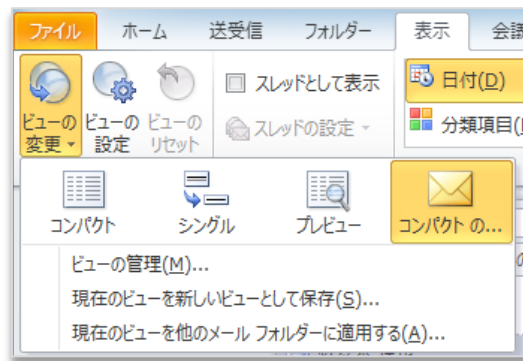 ファイル ホーム 送受信 フォルダー 表示 会議
ビューの変更 ビューの設定 ビューのリセット
スレッドとして表示
スレッドの設定
日付(D)
分類項目(
コンパクト シングル プレビュー コンパクト の...
ビューの管理(M)...
現在のビューを新しいビューとして保存(S)...
現在のビューを他のメール フォルダーに適用する(A)...